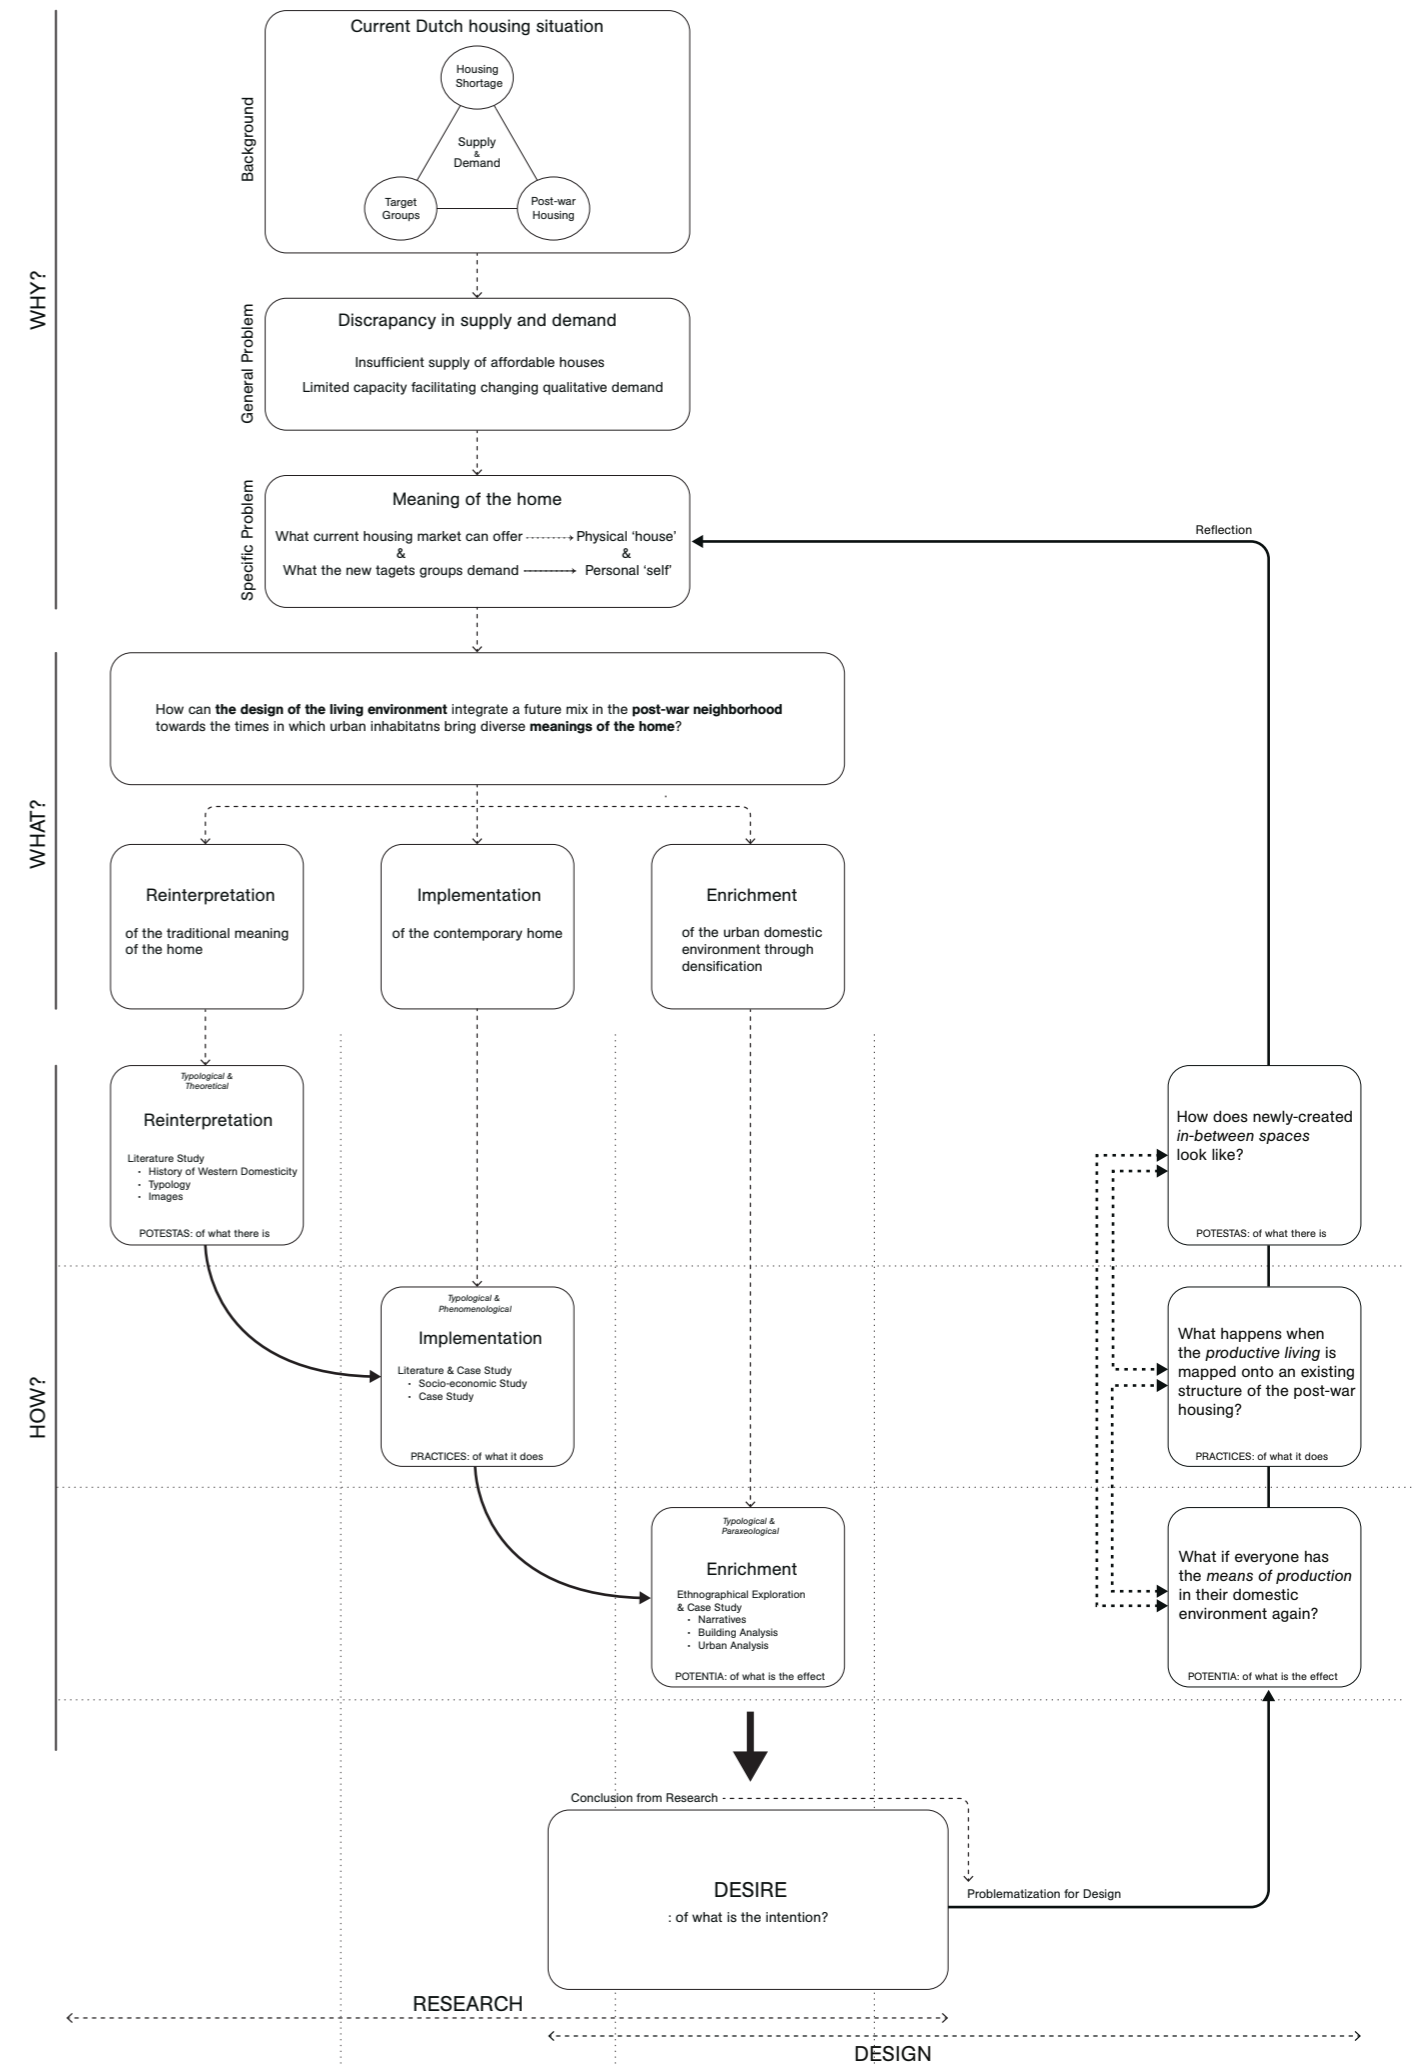 WHY?
Background
Current Dutch housing situation
Housing
Shortage
Supply
&
Demand
Target
Groups
Post-war
Housing
General Problem
Discrapancy in supply and demand
Insufficient supply of affordable houses
Limited capacity facilitating changing qualitative demand
Specific Problem
Meaning of the home
What current housing market can offer
Physical ‘house’
&
&
What the new tagets groups demand
Personal ‘self’
Reflection
WHAT?
How can the design of the living environment integrate a future mix in the post-war neighborhood
towards the times in which urban inhabitatns bring diverse meanings of the home?
Reinterpretation
of the traditional meaning
of the home
Implementation
of the contemporary home
Enrichment
of the urban domestic
environment through
densification
HOW?
Typological &
Theoretical
Reinterpretation
Literature Study
· History of Western Domesticity
· Typology
· Images
POTESTAS: of what there is
How does newly-created
in-between spaces
look like?
POTESTAS: of what there is
Typological &
Phenomenological
Implementation
Literature & Case Study
· Socio-economic Study
· Case Study
PRACTICES: of what it does
What happens when
the productive living is
mapped onto an existing
structure of the post-war
housing?
PRACTICES: of what it does
Typological &
Paraxeological
Enrichment
Ethnographical Exploration
& Case Study
· Narratives
· Building Analysis
· Urban Analysis
POTENTIA: of what is the effect
What if everyone has
the means of production
in their domestic
environment again?
POTENTIA: of what is the effect
Conclusion from Research
DESIRE
: of what is the intention?
Problematization for Design
RESEARCH
DESIGN